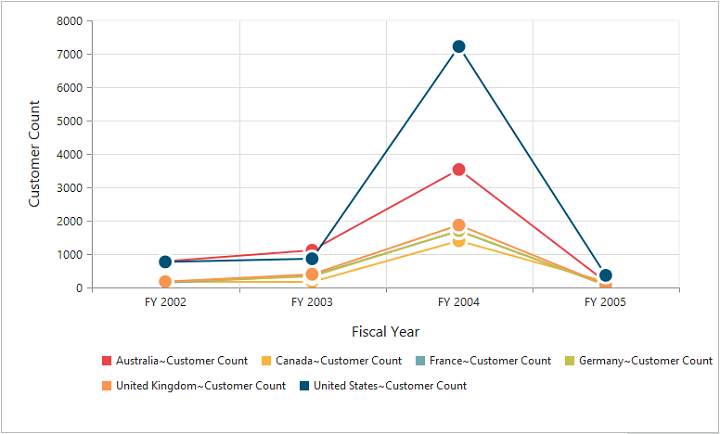 8000
7000
6000
5000
4000
3000
2000
1000
0
Customer Count
FY 2002 FY 2003 FY 2004 FY 2005
Fiscal Year
Australia~Customer Count Canada~Customer Count France~Customer Count Germany~Customer Count
United Kingdom~Customer Count United States~Customer Count